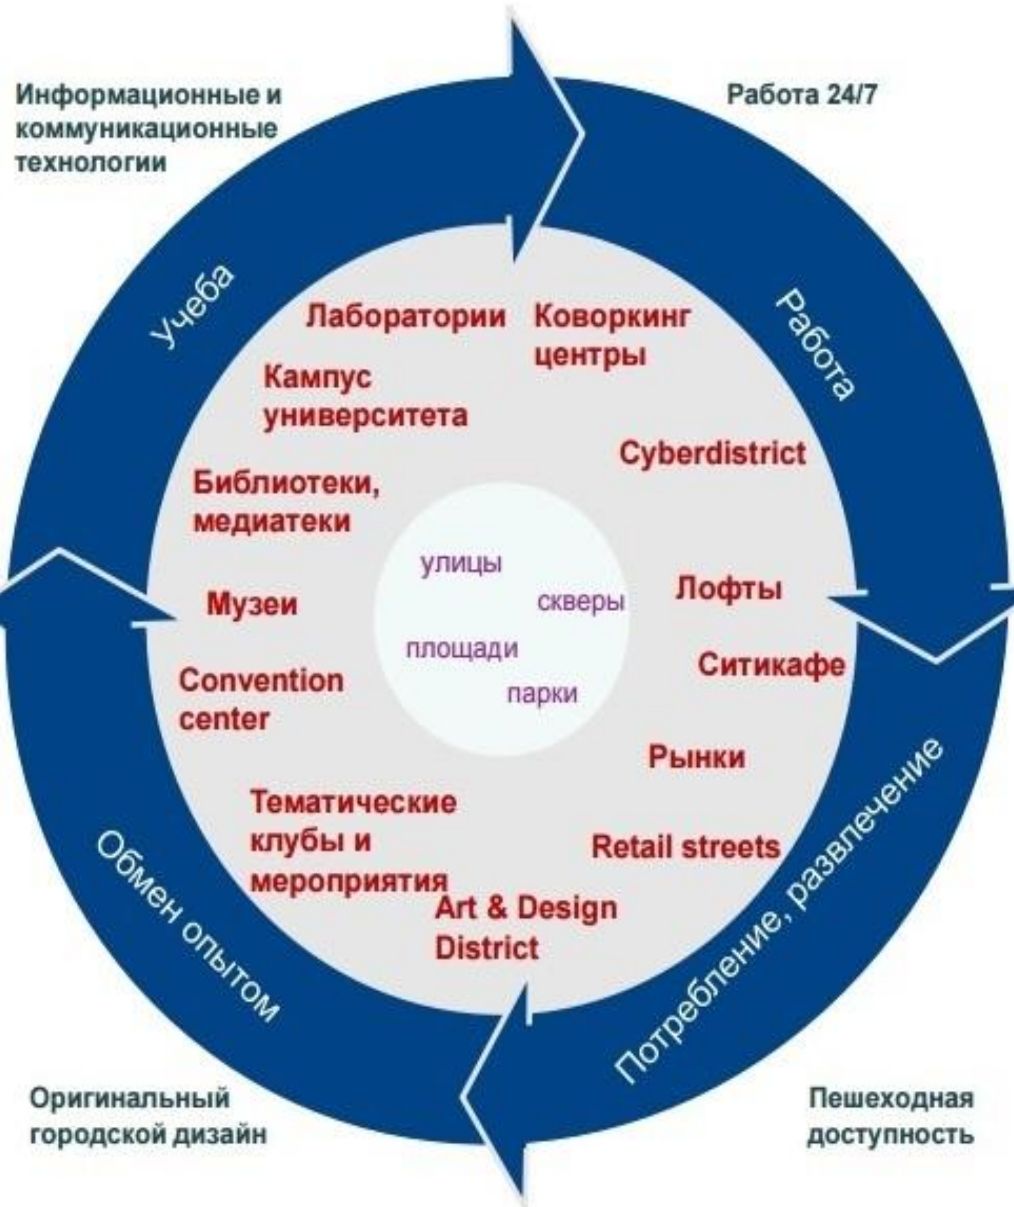 Информационные и
коммуникационные
технологии
Работа 24/7
Учеба
Работа
Лаборатории
Коворкинг
центры
Кампус
университета
Cyberdistrict
Библиотеки,
медиатеки
улицы
скверы
площади
парки
Лофты
Музеи
Ситикафе
Convention
center
Рынки
Тематические
клубы и
мероприятия
Retail streets
Art & Design
District
Обмен опытом
Потребление, развлечение
Оригинальный
городской дизайн
Пешеходная
доступность